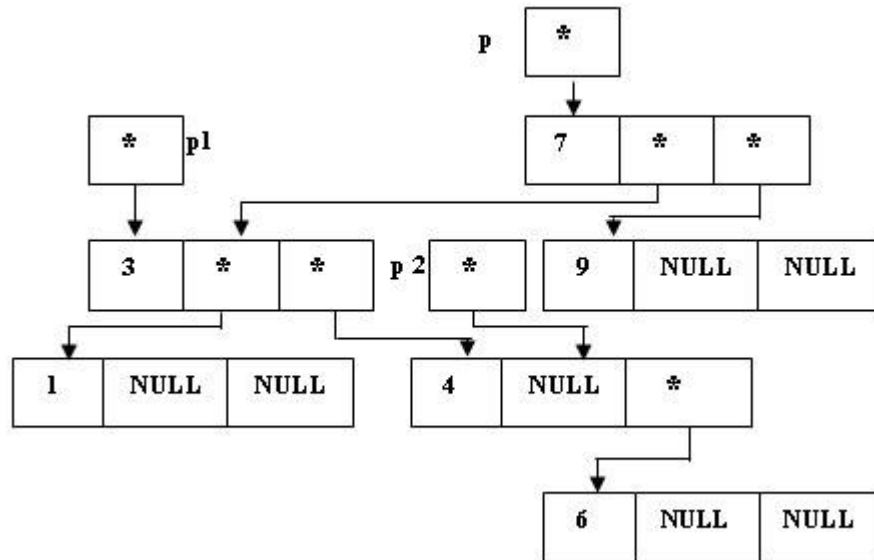 p *
* p1 7 * *
3 * * p 2 * 9 NULL NULL
1 NULL NULL 4 NULL *
6 NULL NULL